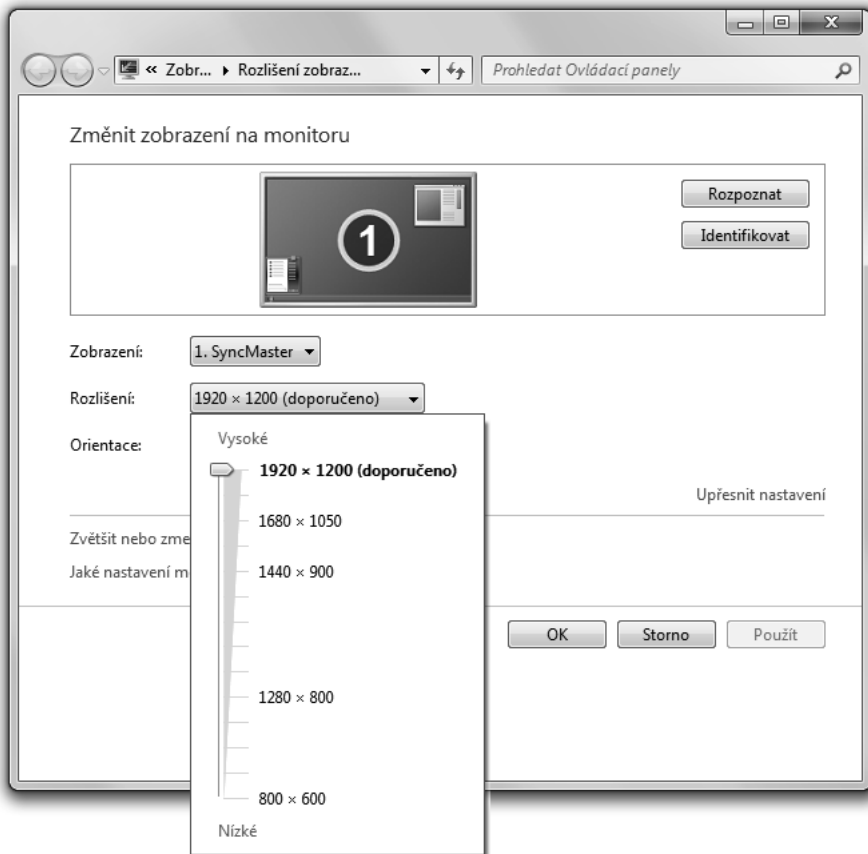 « Zobr... ▸ Rozlišení zobraz...
Prohledat Ovládací panely
Změnit zobrazení na monitoru
1
Rozpoznat
Identifikovat
Zobrazení: 1. SyncMaster
Rozlišení: 1920 × 1200 (doporučeno)
Orientace:
Vysoké
1920 × 1200 (doporučeno)
1680 × 1050
1440 × 900
1280 × 800
800 × 600
Nízké
Upřesnit nastavení
Zvětšit nebo zme
Jaké nastavení m
OK Storno Použít